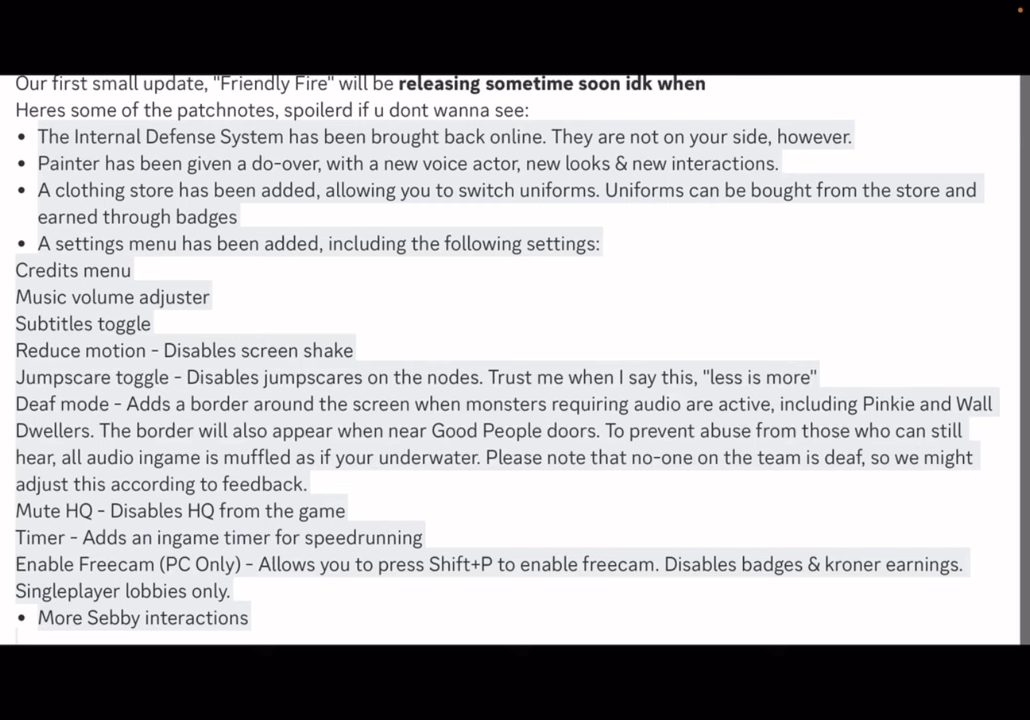 Our first small update, "Friendly Fire" will be releasing sometime soon idk when
Heres some of the patchnotes, spoilerd if u dont wanna see:
• The Internal Defense System has been brought back online. They are not on your side, however.
• Painter has been given a do-over, with a new voice actor, new looks & new interactions.
• A clothing store has been added, allowing you to switch uniforms. Uniforms can be bought from the store and
earned through badges
• A settings menu has been added, including the following settings:
Credits menu
Music volume adjuster
Subtitles toggle
Reduce motion - Disables screen shake
Jumpscare toggle - Disables jumpscares on the nodes. Trust me when I say this, "less is more"
Deaf mode - Adds a border around the screen when monsters requiring audio are active, including Pinkie and Wall
Dwellers. The border will also appear when near Good People doors. To prevent abuse from those who can still
hear, all audio ingame is muffled as if your underwater. Please note that no-one on the team is deaf, so we might
adjust this according to feedback.
Mute HQ - Disables HQ from the game
Timer - Adds an ingame timer for speedrunning
Enable Freecam (PC Only) - Allows you to press Shift+P to enable freecam. Disables badges & kroner earnings.
Singleplayer lobbies only.
• More Sebby interactions